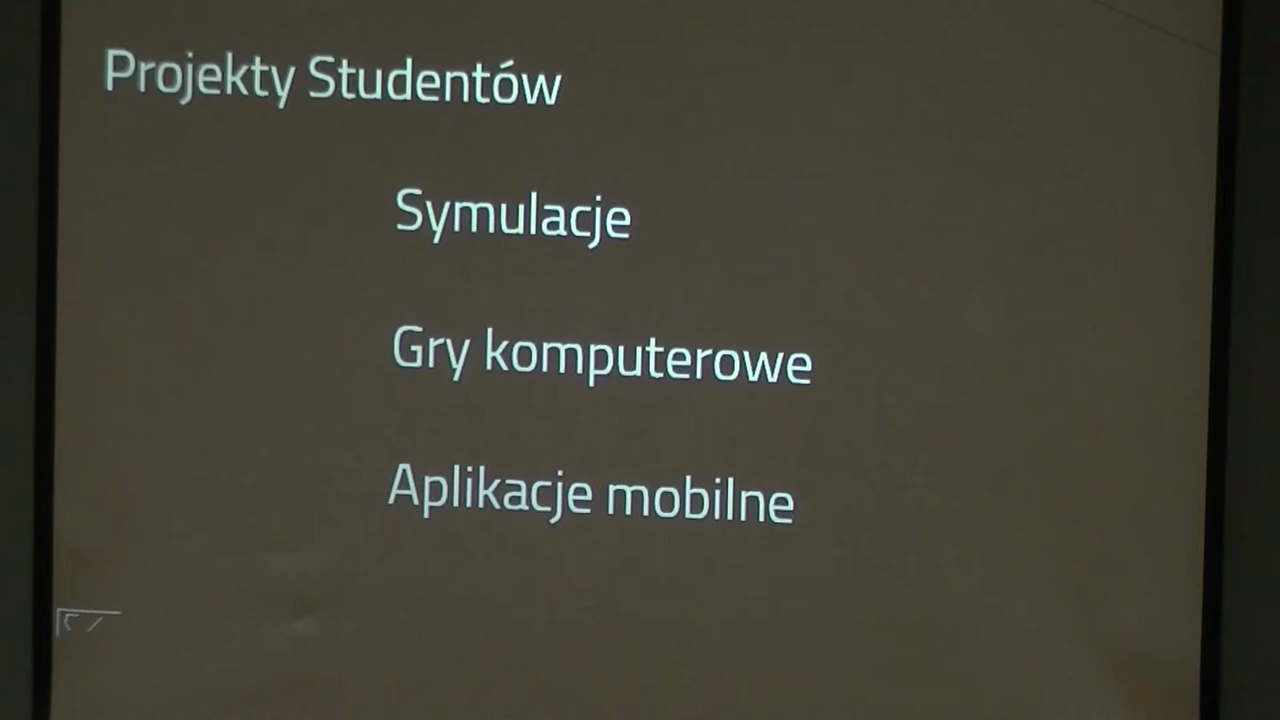 Projekty Studentów
Symulacje
Gry komputerowe
Aplikacje mobilne